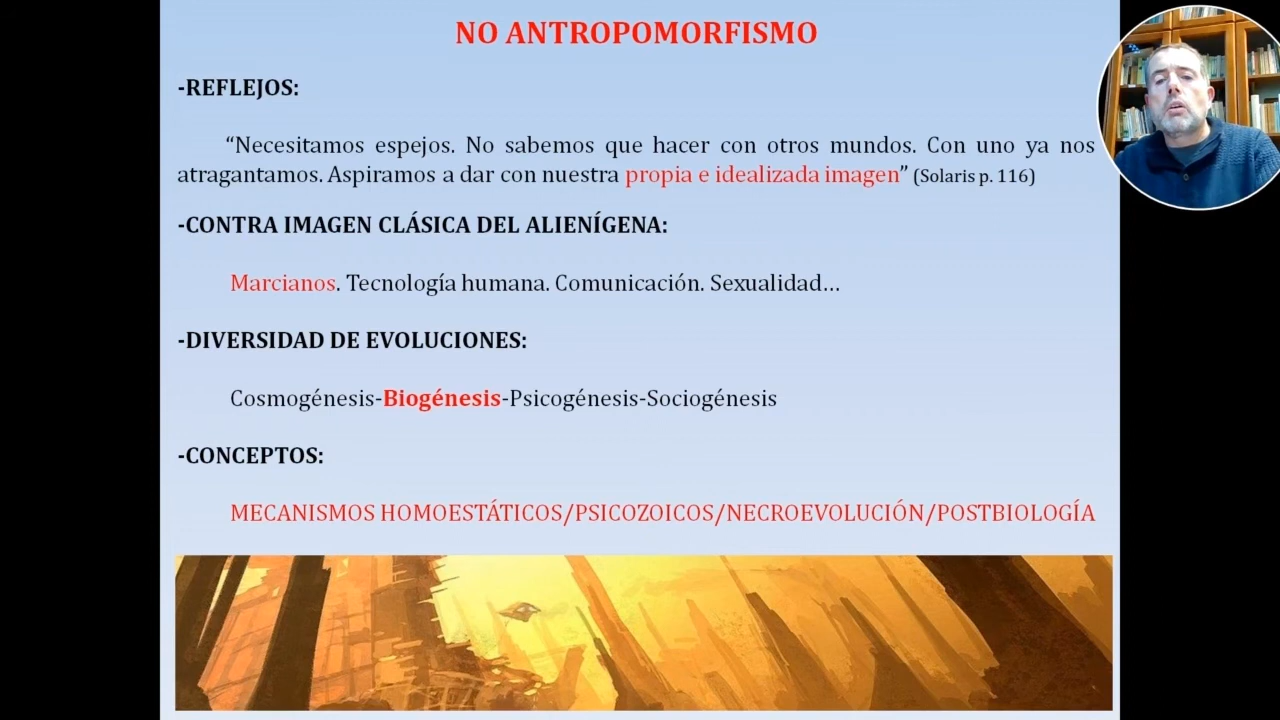 NO ANTROPOMORFISMO
-REFLEJOS:
“Necesitamos espejos. No sabemos que hacer con otros mundos. Con uno ya nos
atragantamos. Aspiramos a dar con nuestra propia e idealizada imagen” (Solaris p. 116)
-CONTRA IMAGEN CLÁSICA DEL ALIENÍGENA:
Marcianos. Tecnología humana. Comunicación. Sexualidad…
-DIVERSIDAD DE EVOLUCIONES:
Cosmogénesis-Biogénesis-Psicogénesis-Sociogénesis
-CONCEPTOS:
MECANISMOS HOMOESTÁTICOS/PSICOZOICOS/NECROEVOLUCIÓN/POSTBIOLOGÍA